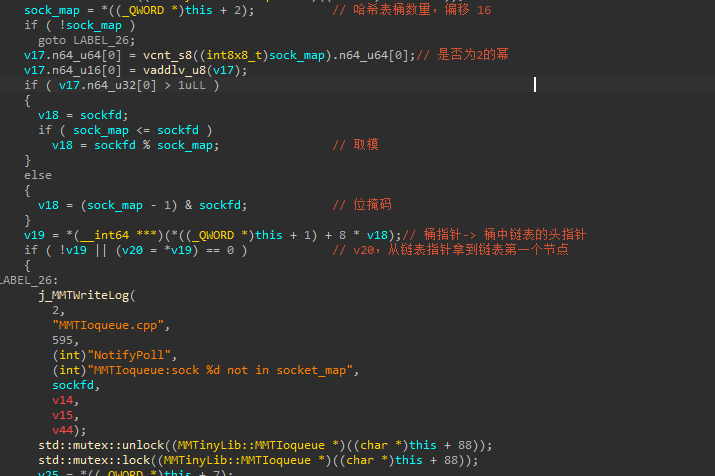 sock_map = *((_QWORD *)this + 2); // 哈希表桶数量，偏移 16
if ( !sock_map )
goto LABEL_26;
v17.n64_u64[0] = vcnt_s8((int8x8_t)sock_map).n64_u64[0];// 是否为2的幂
v17.n64_u16[0] = vaddlv_u8(v17);
if ( v17.n64_u32[0] > 1uLL )
{
v18 = sockfd;
if ( sock_map <= sockfd )
v18 = sockfd % sock_map; // 取模
}
else
{
v18 = (sock_map - 1) & sockfd; // 位掩码
}
v19 = *(__int64 ***)(*((_QWORD *)this + 1) + 8 * v18);// 桶指针-> 桶中链表的头指针
if ( !v19 || (v20 = *v19) == 0 ) // v20，从链表指针拿到链表第一个节点
{
LABEL_26:
j_MMTWriteLog(
2,
"MMTIoqueue.cpp",
595,
(int)"NotifyPoll",
(int)"MMTIoqueue:sock %d not in socket_map",
sockfd,
v14,
v15,
v44);
std::mutex::unlock((MMTinyLib::MMTIoqueue *)((char *)this + 88));
std::mutex::lock((MMTinyLib::MMTIoqueue *)((char *)this + 88));
v25 = *((_QWORD *)this + 7);